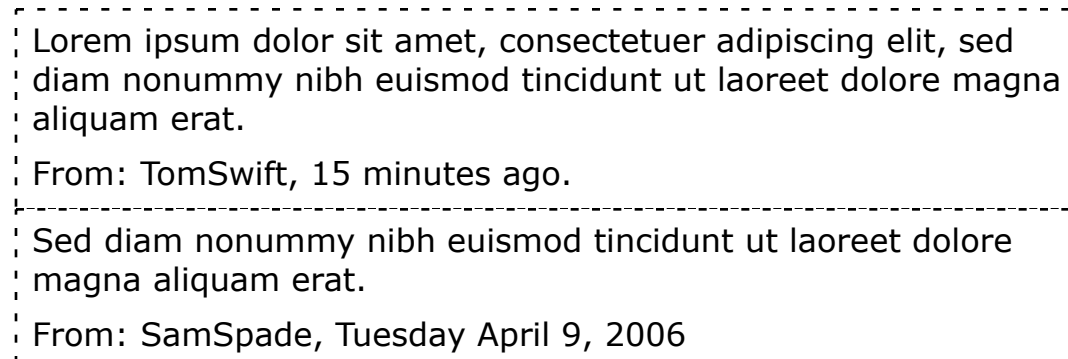 Lorem ipsum dolor sit amet, consectetuer adipiscing elit, sed
diam nonummy nibh euismod tincidunt ut laoreet dolore magna
aliquam erat.
From: TomSwift, 15 minutes ago.
Sed diam nonummy nibh euismod tincidunt ut laoreet dolore
magna aliquam erat.
From: SamSpade, Tuesday April 9, 2006